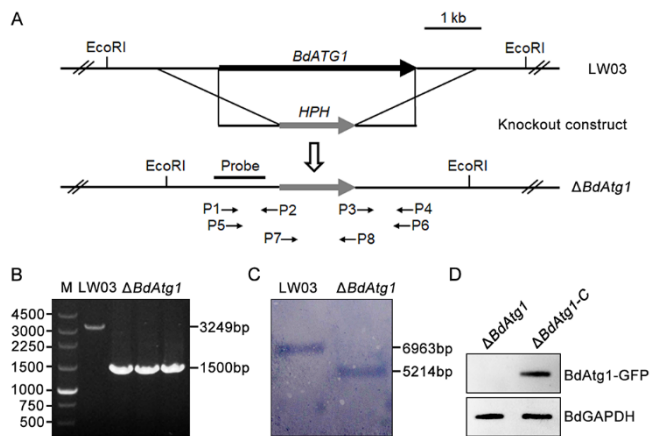 A
1 kb
EcoRI
BdATG1
EcoRI
LW03
HPH
Knockout construct
EcoRI
Probe
EcoRI
ΔBdAtg1
P1 P2 P3 P4
P5 P6
P7 P8
B
M LW03 ΔBdAtg1
4500
3000
2250
1500
1000
750
500
3249bp
1500bp
C
LW03 ΔBdAtg1
6963bp
5214bp
D
ΔBdAtg1
ΔBdAtg1-C
BdAtg1-GFP
BdGAPDH